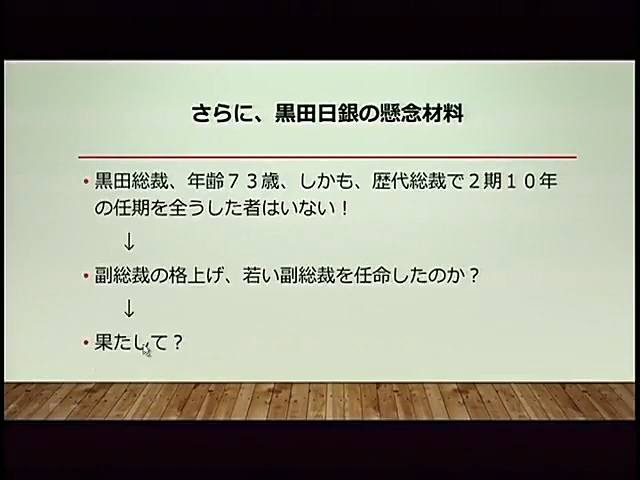 さらに、黒田日銀の懸念材料
•黒田総裁、年齢７３歳、しかも、歴代総裁で２期１０年
の任期を全うした者はいない！
↓
•副総裁の格上げ、若い副総裁を任命したのか？
↓
•果たして？